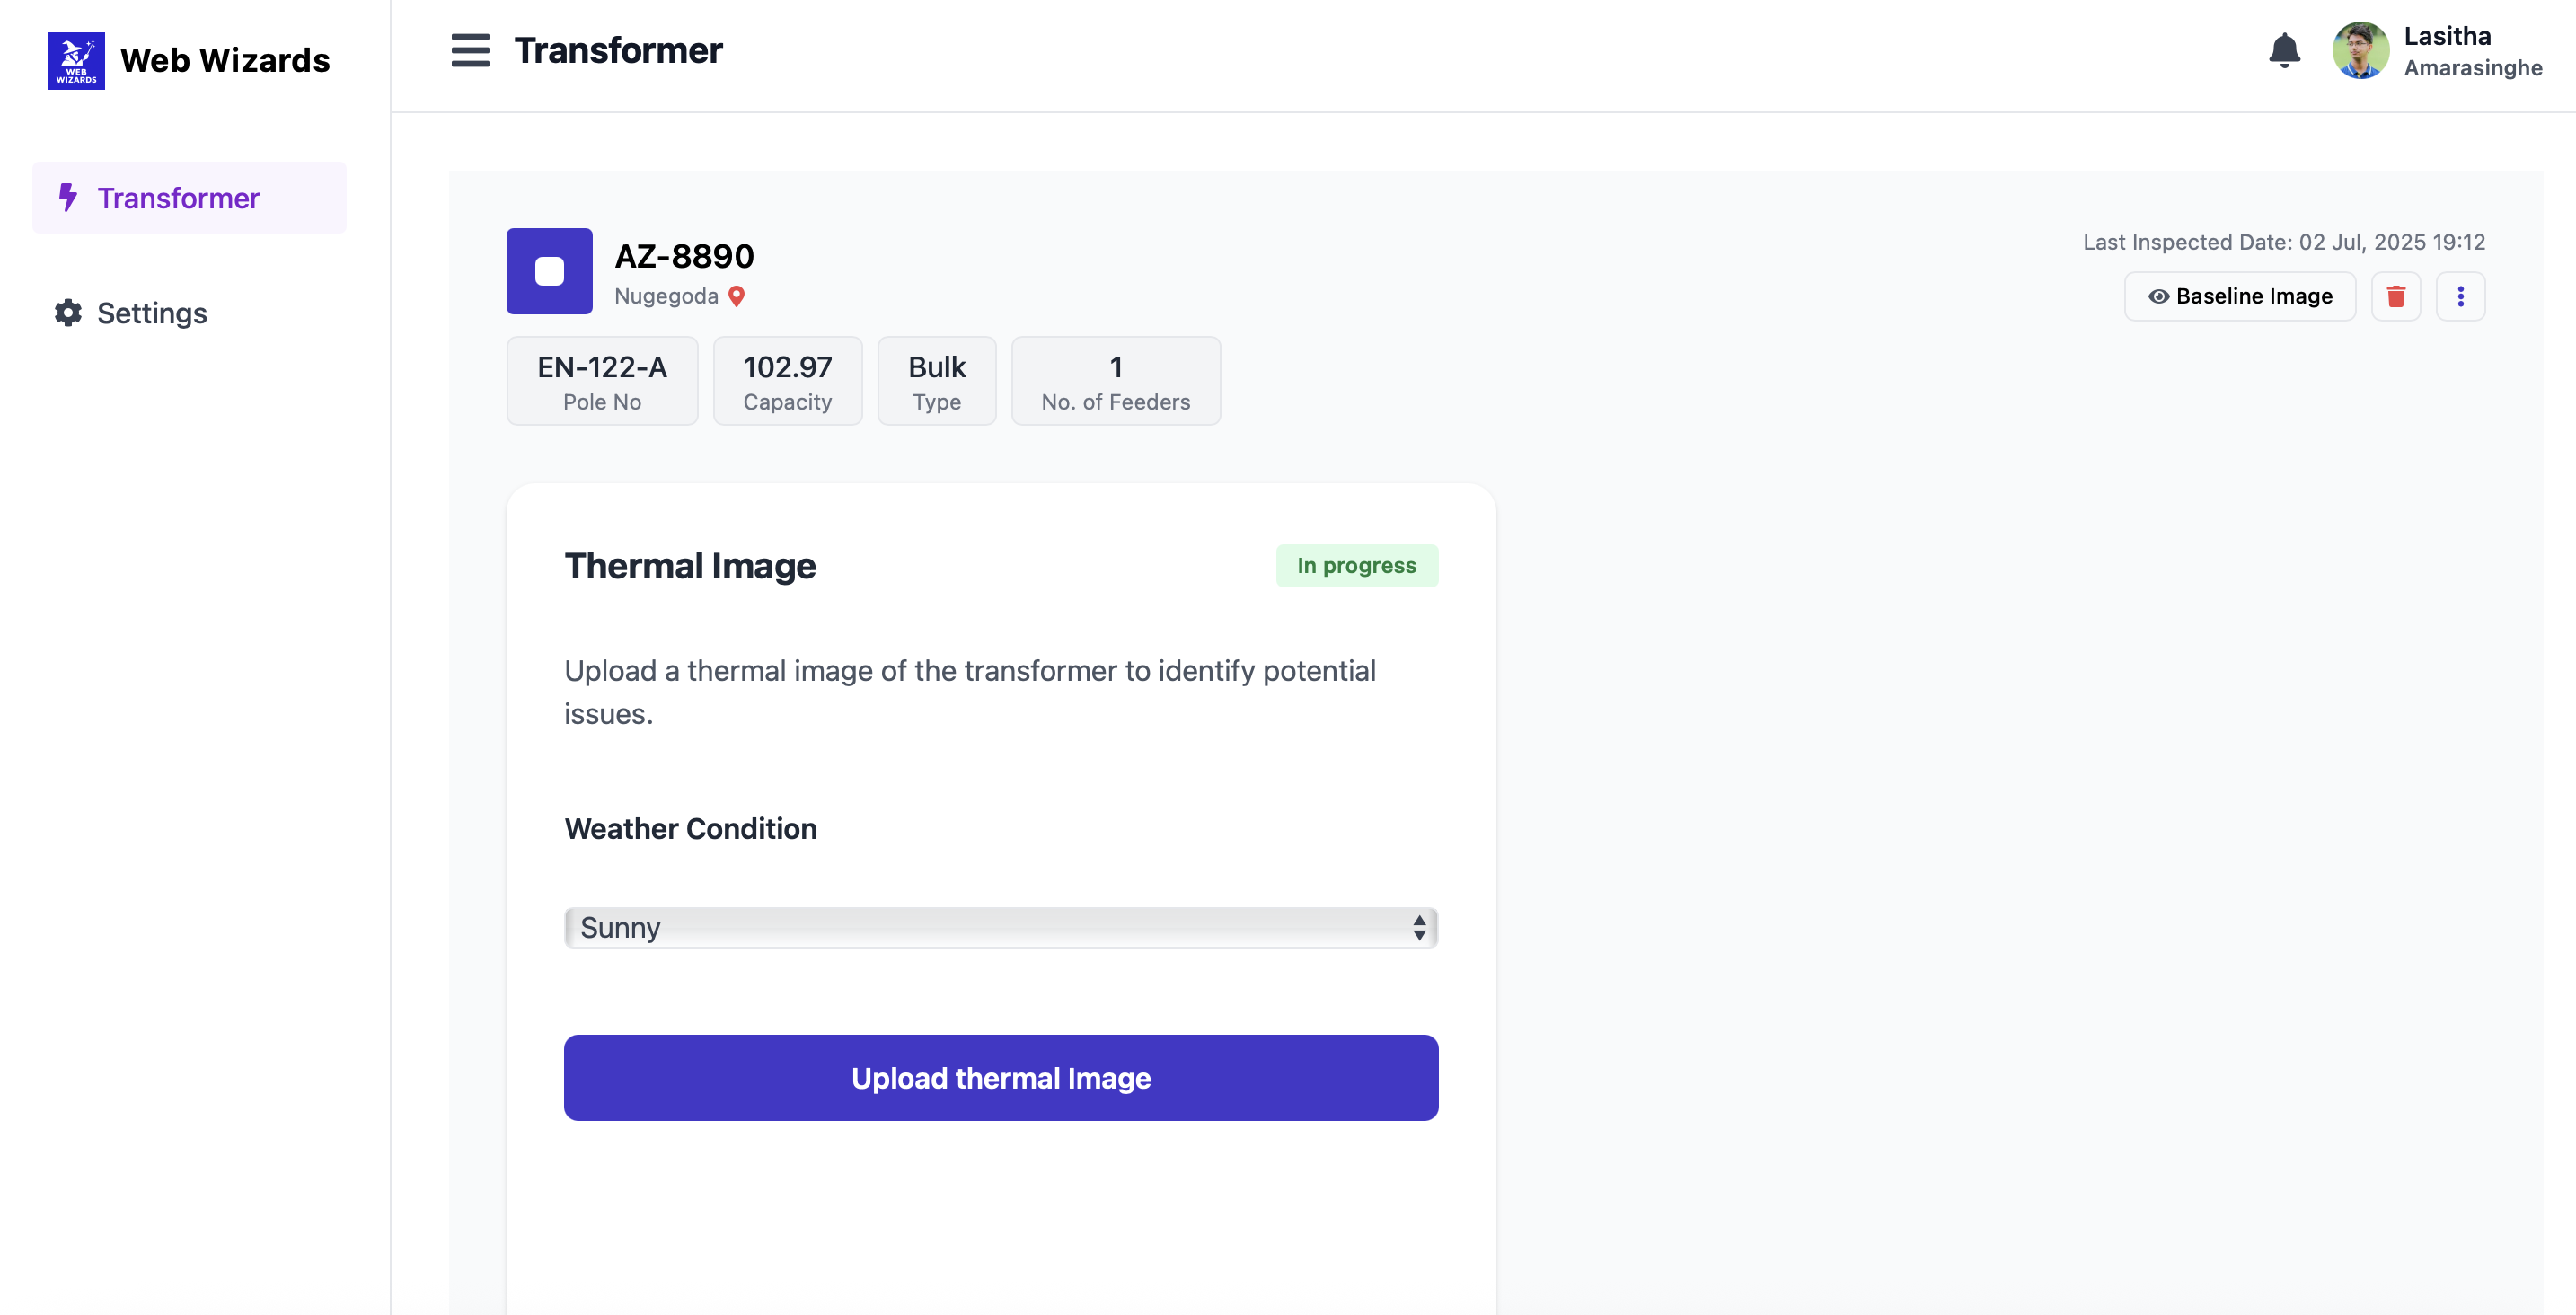 WEB
WIZARDS
Web Wizards
Transformer
Settings
Transformer
Lasitha
Amarasinghe
AZ-8890
Nugegoda
Last Inspected Date: 02 Jul, 2025 19:12
Baseline Image
EN-122-A
Pole No
102.97
Capacity
Bulk
Type
1
No. of Feeders
Thermal Image
In progress
Upload a thermal image of the transformer to identify potential
issues.
Weather Condition
Sunny
Upload thermal Image